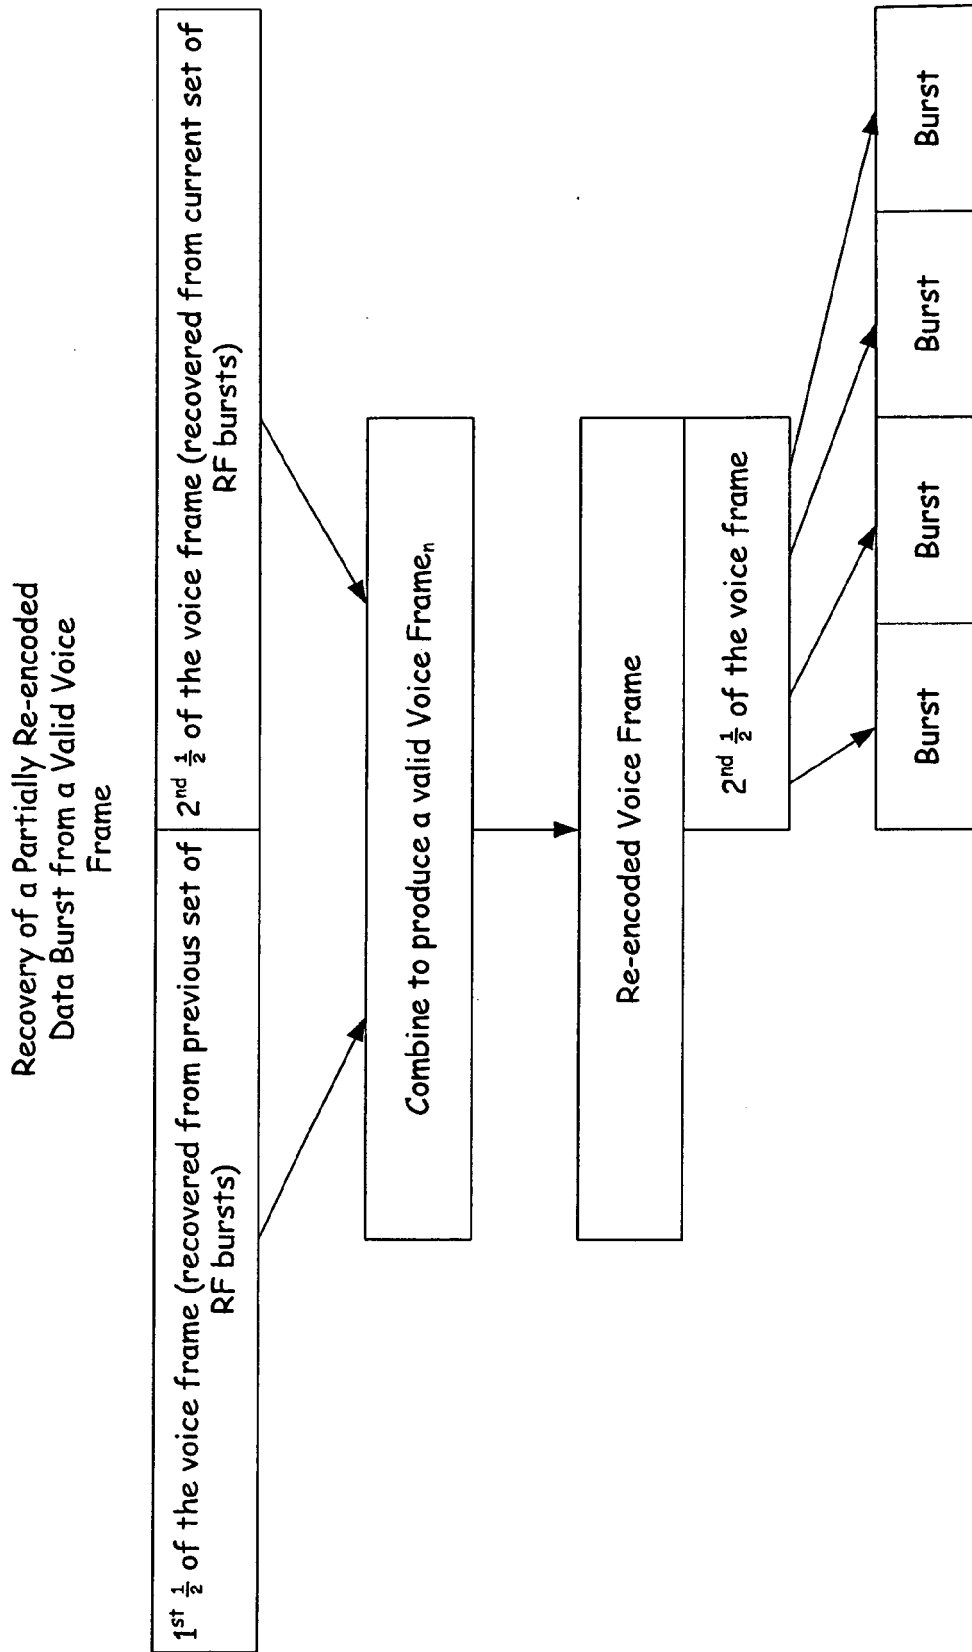 Recovery of a Partially Re-encoded
Data Burst from a Valid Voice
Frame
1st ½ of the voice frame (recovered from previous set of
RF bursts)
2nd ½ of the voice frame (recovered from current set of
RF bursts)
Combine to produce a valid Voice Framen
Re-encoded Voice Frame
2nd ½ of the voice frame
Burst
Burst
Burst
Burst